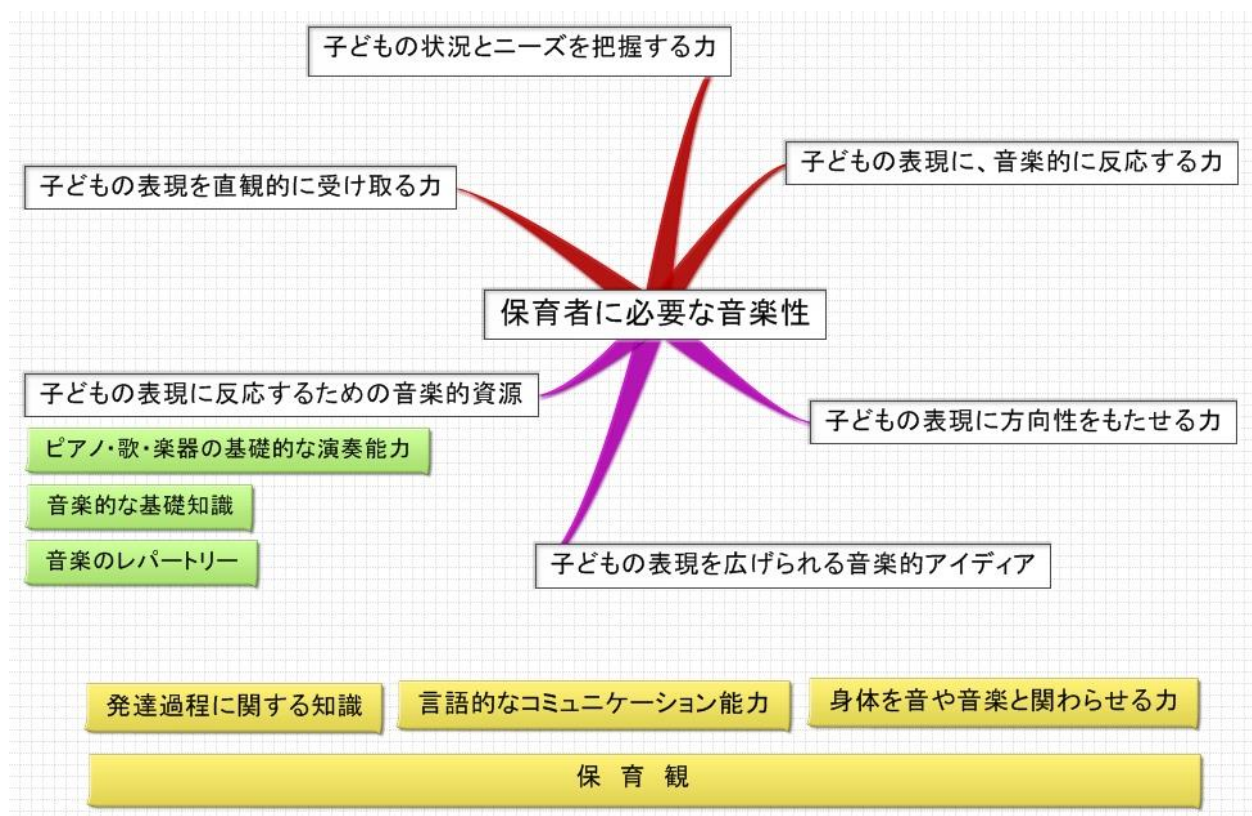 子どもの状況とニーズを把握する力
子どもの表現に、音楽的に反応する力
子どもの表現を直観的に受け取る力
保育者に必要な音楽性
子どもの表現に反応するための音楽的資源
子どもの表現に方向性をもたせる力
ピアノ・歌・楽器の基礎的な演奏能力
音楽的な基礎知識
音楽のレパートリー
子どもの表現を広げられる音楽的アイディア
発達過程に関する知識
言語的なコミュニケーション能力
身体を音や音楽と関わらせる力
保 育 観